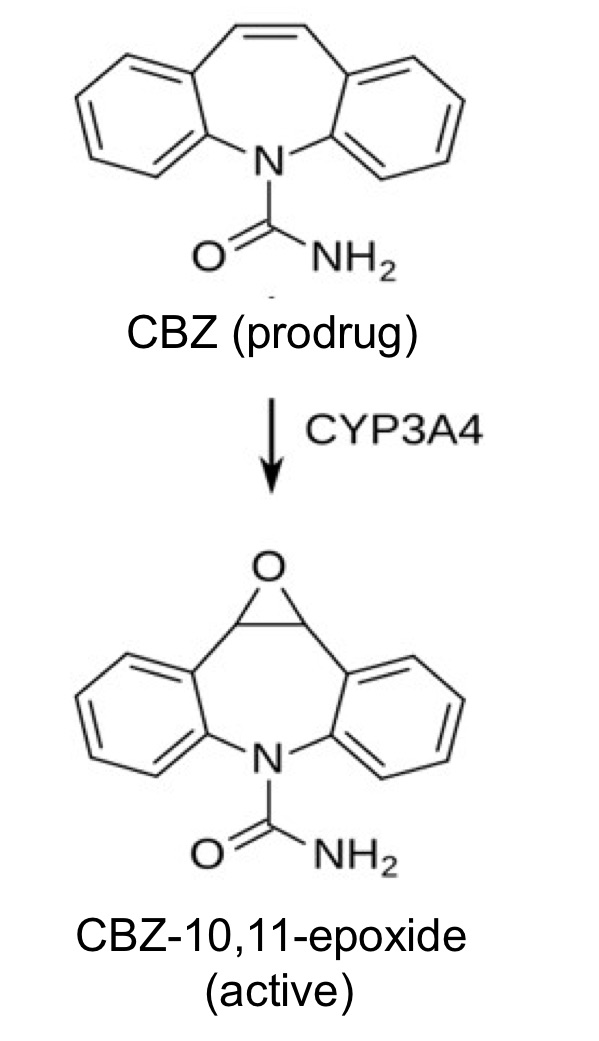 N
O NH₂
CBZ (prodrug)
CYP3A4
O
N
O NH₂
CBZ-10,11-epoxide
(active)